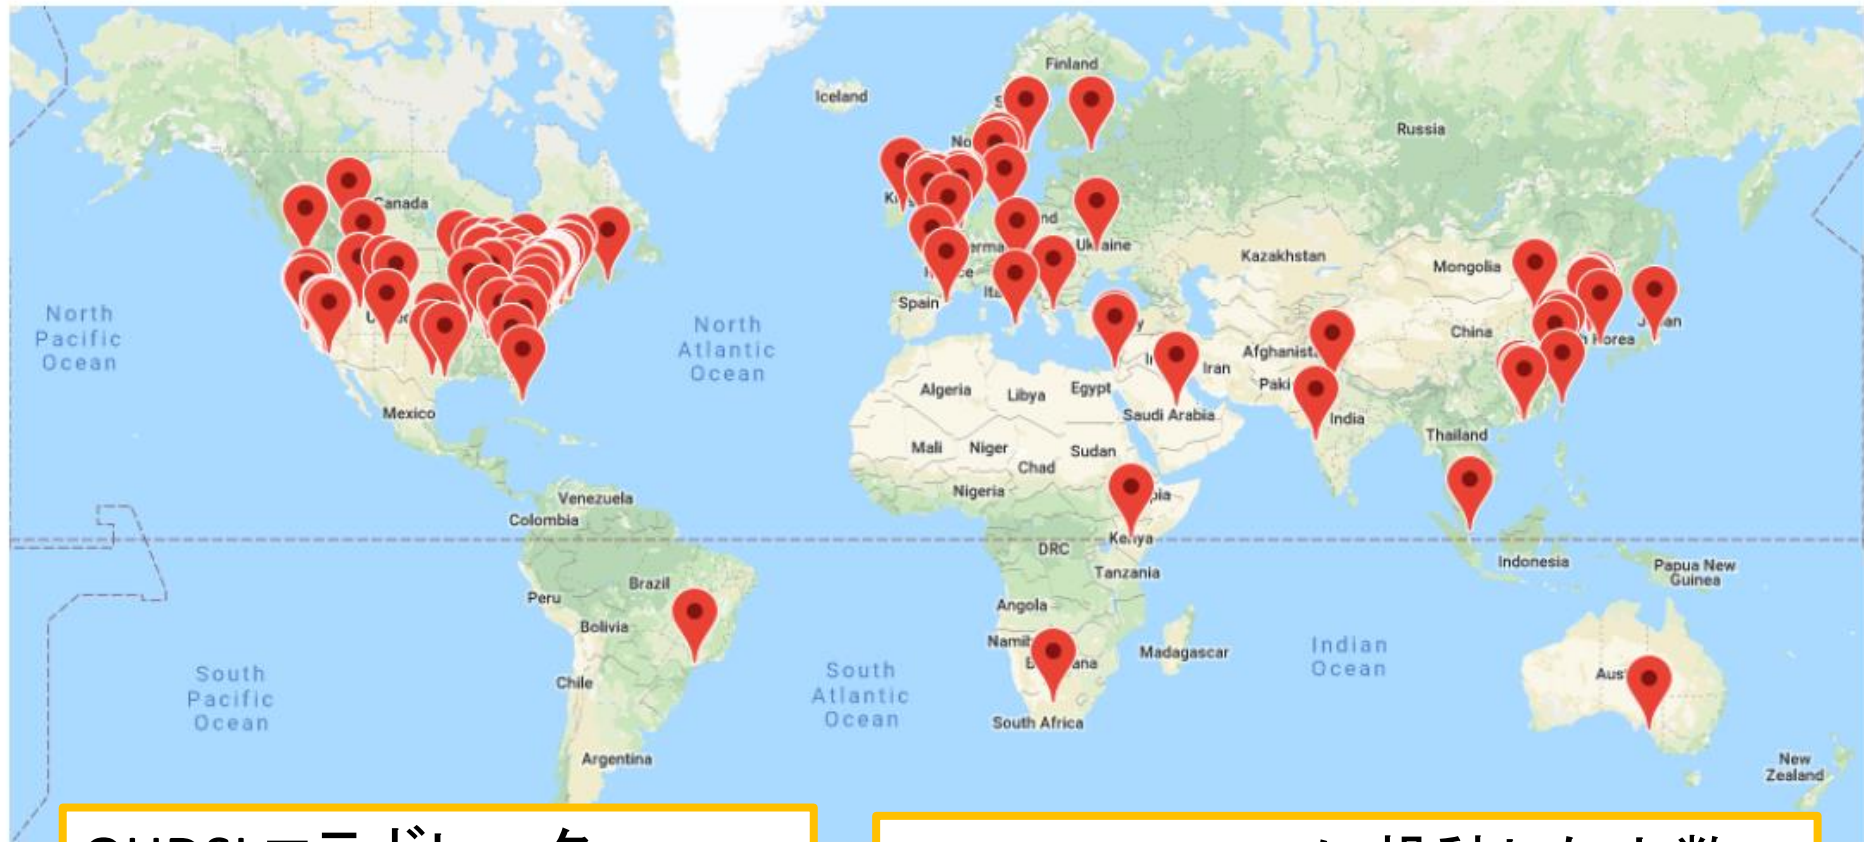 Finland
Iceland
Russia
Canada
Ukraine
Kazakhstan
Mongolia
North
Pacific
Ocean
North
Atlantic
Ocean
Spain
China
Iran
Algeria
Libya
Egypt
Saudi Arabia
India
Mexico
Thailand
Mali
Niger
Chad
Sudan
Nigeria
Venezuela
Colombia
Kenya
DRC
Tanzania
Indonesia
Papua New
Guinea
Brazil
Peru
Bolivia
Angola
Madagascar
Indian
Ocean
South
Pacific
Ocean
South
Atlantic
Ocean
Chile
South Africa
Argentina
New
Zealand